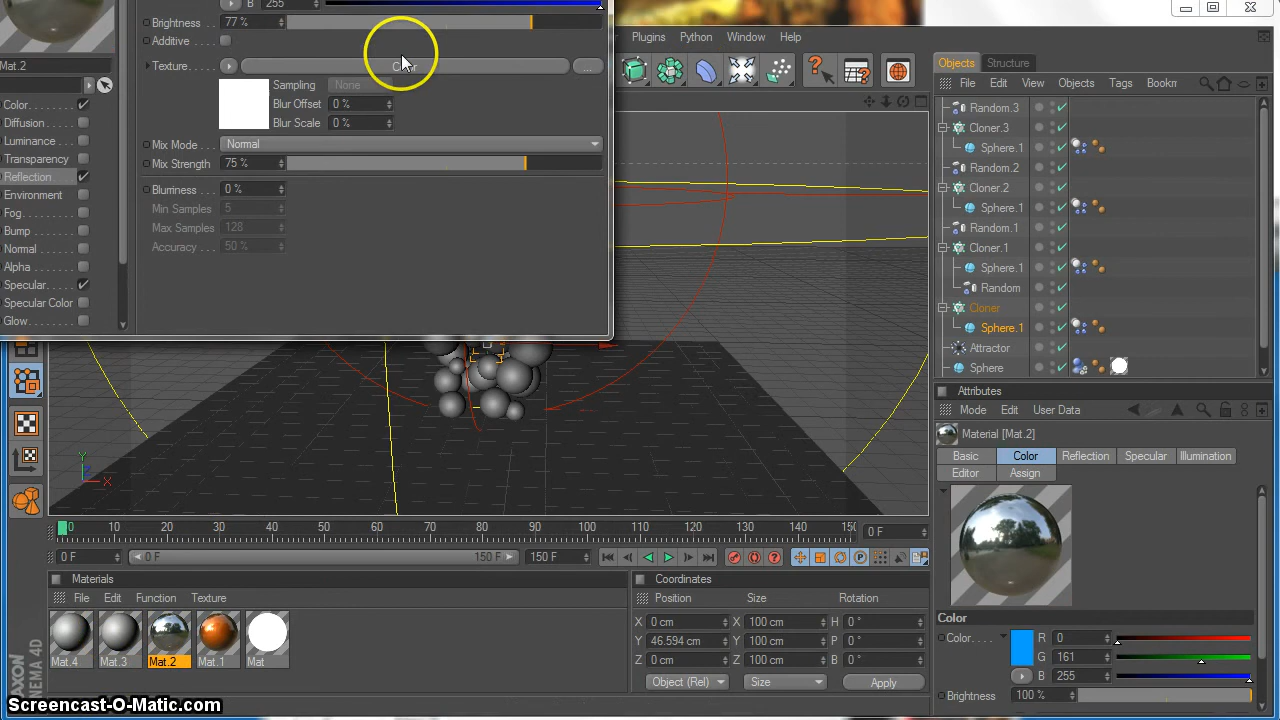 B 255
Brightness 77 %
Additive
Texture. . . . . Color ...
Sampling None
Blur Offset 0 %
Blur Scale 0 %
Mix Mode Normal
Mix Strength 75 %
Blurriness 0 %
Min Samples 5
Max Samples 128
Accuracy 50 %
Mat.2
Color
Diffusion
Luminance
Transparency
Reflection
Environment
Fog
Bump
Normal
Alpha
Specular
Specular Color
Glow
Plugins Python Window Help
Objects Structure
File Edit View Objects Tags Bookm
Random.3
Cloner.3
Sphere.1
Random.2
Cloner.2
Sphere.1
Random.1
Cloner.1
Sphere.1
Random
Cloner
Sphere.1
Attractor
Sphere
Attributes
Mode Edit User Data
Material [Mat.2]
Basic Color Reflection Specular Illumination
Editor Assign
Color
Color R 0
G 161
B 255
Brightness 100 %
Y
Z
X
0 10 20 30 40 50 60 70 80 90 100 110 120 130 140 150 0 F
0 F 0 F 150 F 150 F
Materials
File Edit Function Texture
Mat.4 Mat.3 Mat.2 Mat.1 Mat
Coordinates
Position Size Rotation
X 0 cm X 100 cm H 0 °
Y 46.594 cm Y 100 cm P 0 °
Z 0 cm Z 100 cm B 0 °
Object (Rel) Size Apply
MAXON
CINEMA 4D
Screencast-O-Matic.com